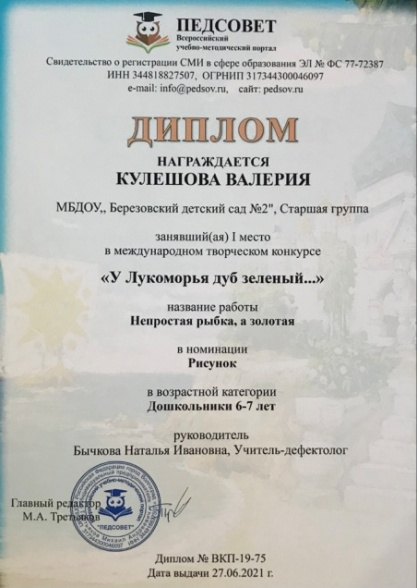 ПЕДСОВЕТ
Всероссийский
учебно-методический портал
Свидетельство о регистрации СМИ в сфере образования ЭЛ № ФС 77-72387
ИНН 344818827507, ОГРНИП 317344300046097
e-mail: info@pedsov.ru, сайт: pedsov.ru
ДИПЛОМ
НАГРАЖДАЕТСЯ
КУЛЕШОВА ВАЛЕРИЯ
МБДОУ,, Березовский детский сад №2", Старшая группа
занявший(ая) I место
в международном творческом конкурсе
«У Лукоморья дуб зеленый...»
название работы
Непростая рыбка, а золотая
в номинации
Рисунок
в возрастной категории
Дошкольники 6-7 лет
руководитель
Бычкова Наталья Ивановна, Учитель-дефектолог
Главный редактор
М.А. Третьяков
"ПЕДСОВЕТ"
Диплом № ВКП-19-75
Дата выдачи 27.06.2021 г.